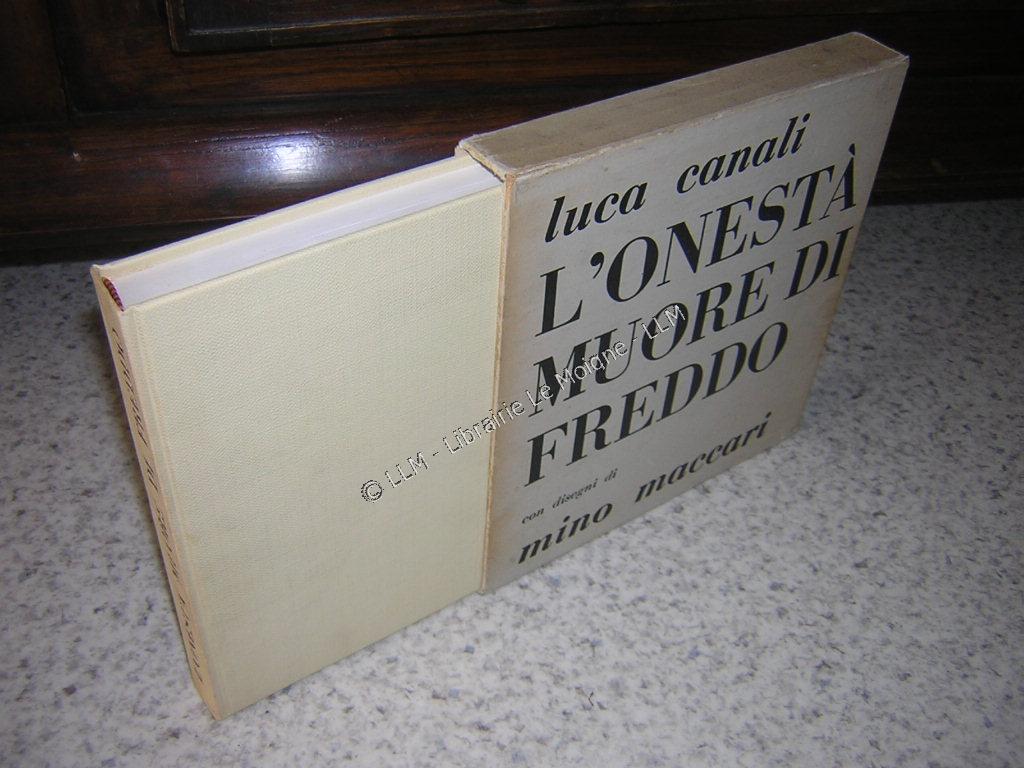 luca canali
L'ONESTÀ
MUORE DI
FREDDO
con disegni di
mino maccari
© LLM - Librairie Le Moiane - LLM